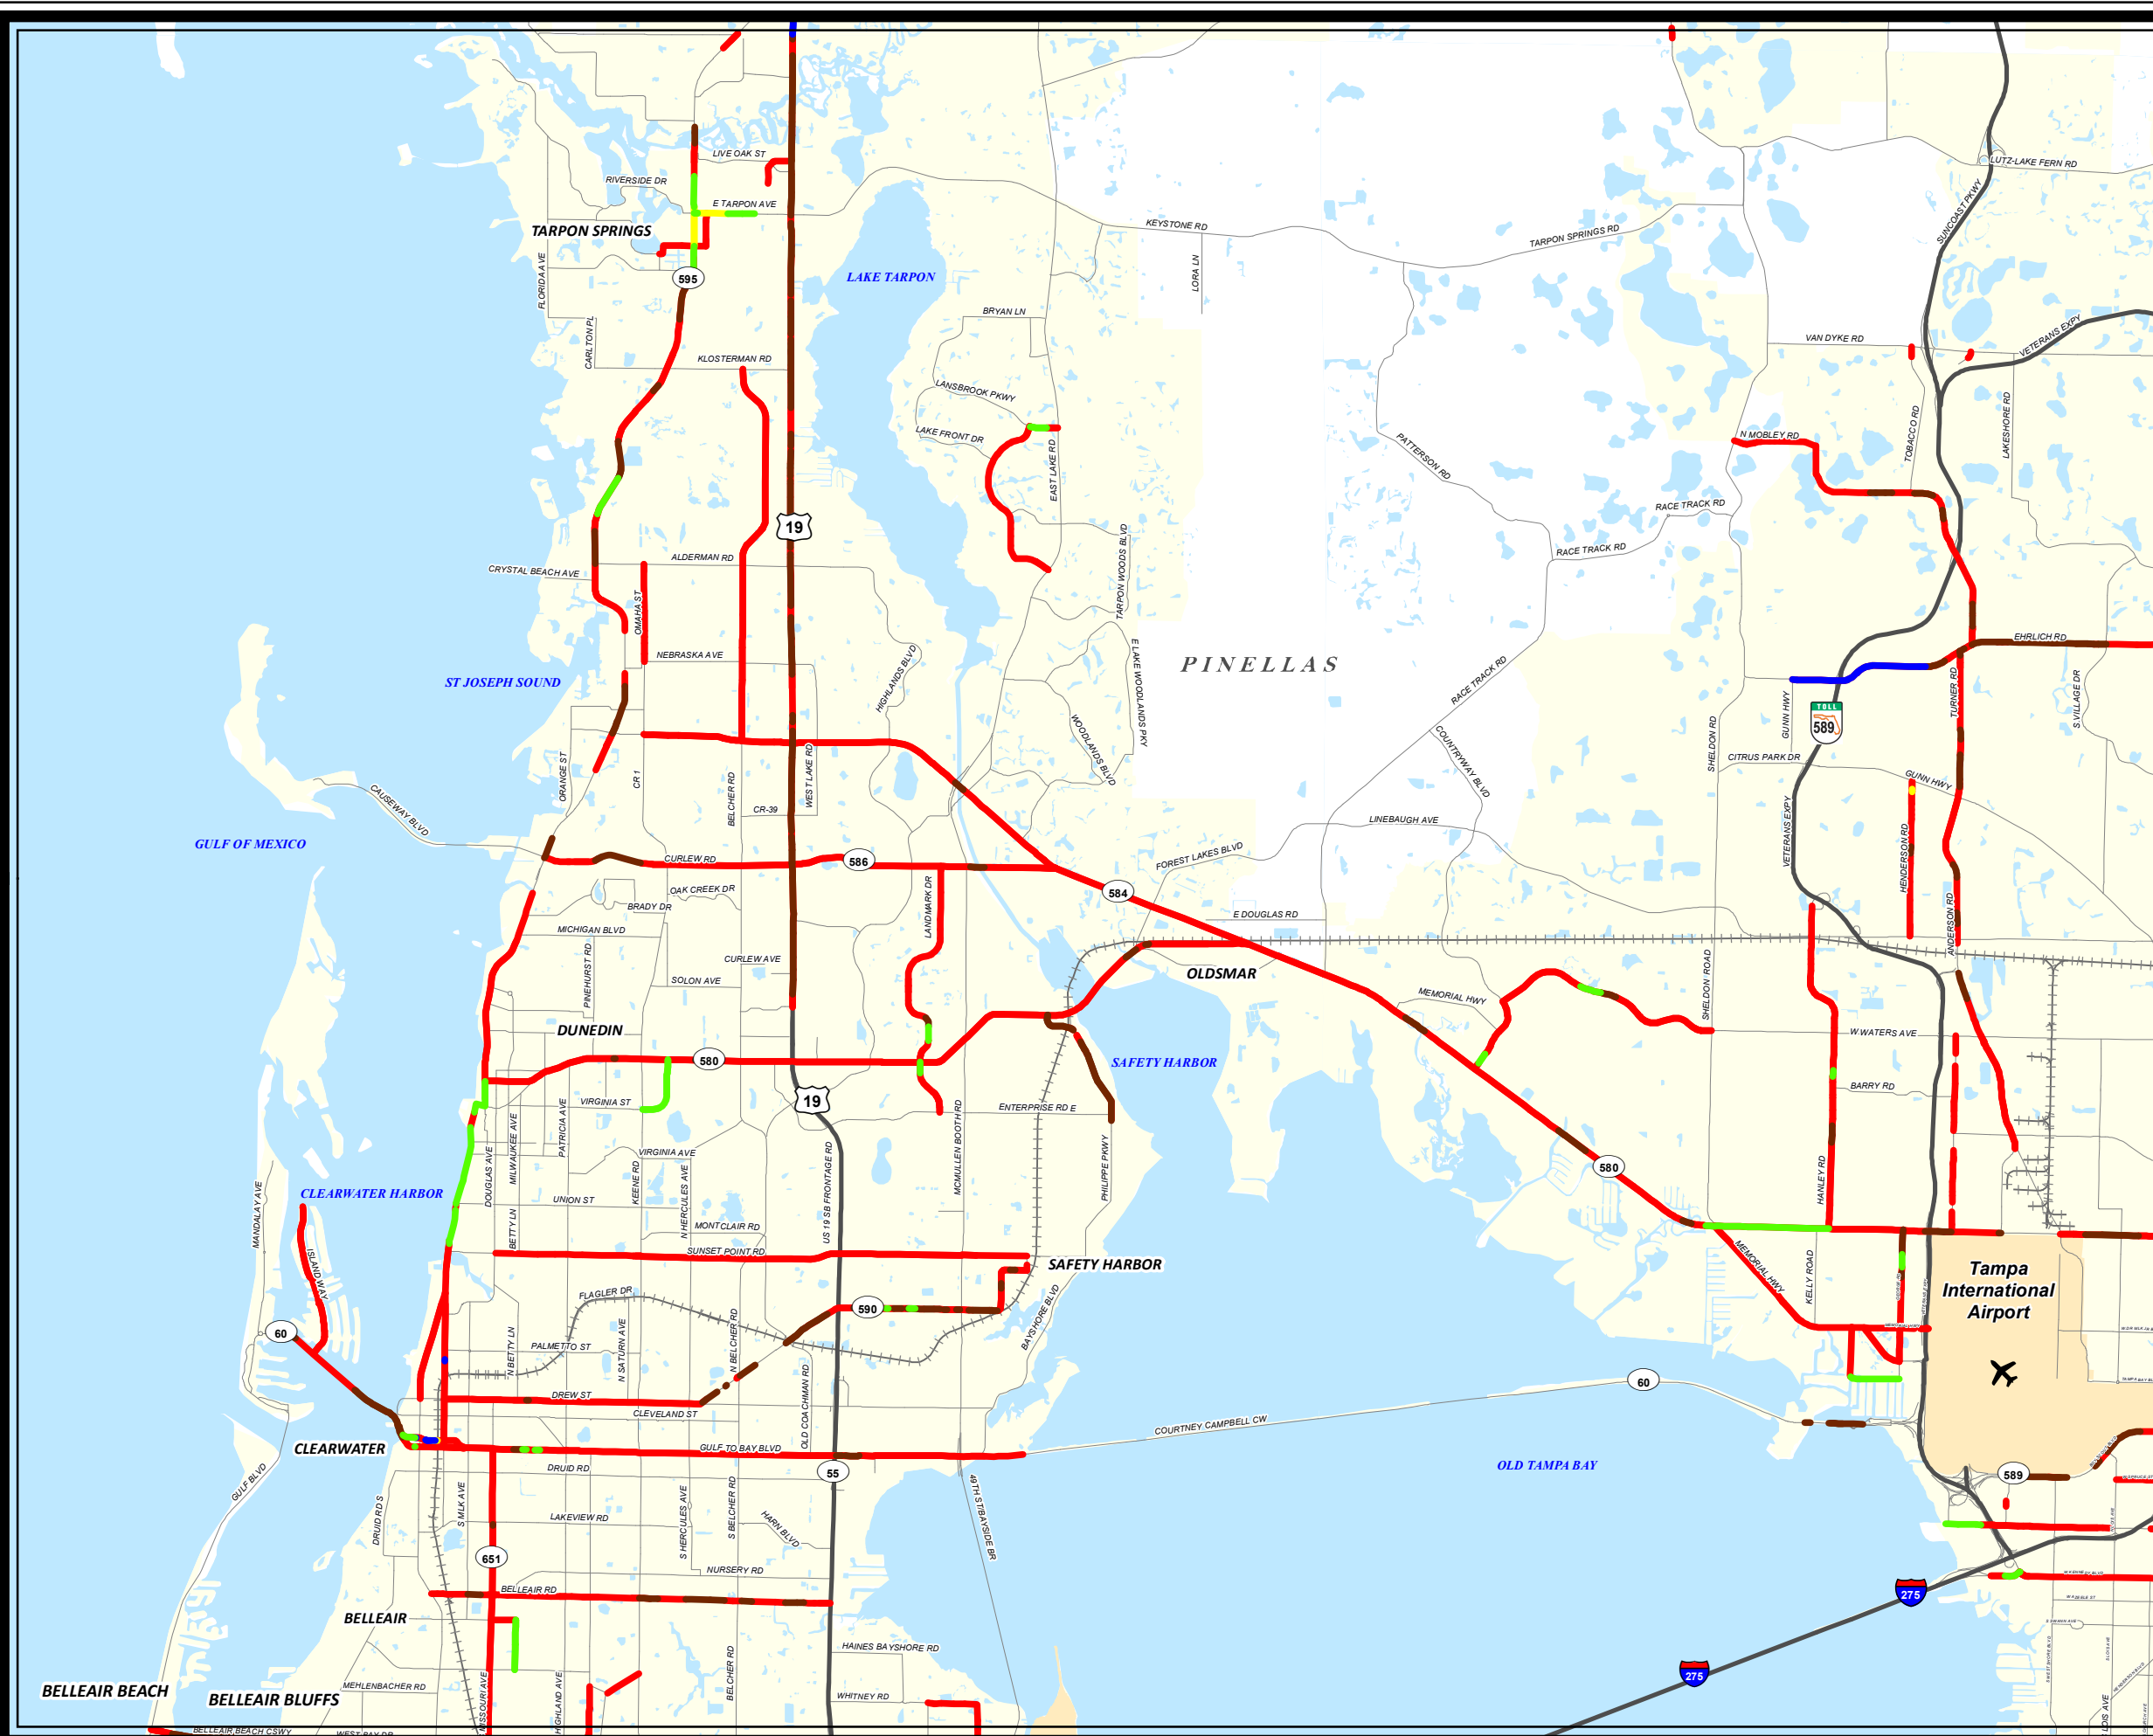 LIVE OAK ST
RIVERSIDE DR
E TARPON AVE
TARPON SPRINGS
595
FLORIDA AVE
CARLTON PL
KLOSTERMAN RD
LAKE TARPON
KEYSTONE RD
LORA LN
TARPON SPRINGS RD
LUTZ-LAKE FERN RD
SUNCOAST PKWY
BRYAN LN
LANSBROOK PKWY
LAKE FRONT DR
EAST LAKE RD
PATTERSON RD
VAN DYKE RD
VETERANS EXPY
TOBACCO RD
LAKESHORE RD
N MOBLEY RD
RACE TRACK RD
RACE TRACK RD
19
CRYSTAL BEACH AVE
ALDERMAN RD
OMAHA ST
NEBRASKA AVE
TARPON WOODS BLVD
E LAKE WOODLANDS PKY
PINELLAS
HIGHLANDS BLVD
WOODLANDS BLVD
RACE TRACK RD
COUNTRYWAY BLVD
EHRLICH RD
TURNER RD
GUNN HWY
S VILLAGE DR
TOLL
589
SHELDON RD
CITRUS PARK DR
GUNN HWY
ST JOSEPH SOUND
ORANGE ST
CR 1
BELCHER RD
WEST LAKE RD
CR-39
CAUSEWAY BLVD
GULF OF MEXICO
CURLEW RD
586
LINEBAUGH AVE
FOREST LAKES BLVD
VETERANS EXPY
HENDERSON RD
584
OAK CREEK DR
BRADY DR
LANDMARK DR
E DOUGLAS RD
ANDERSON RD
MICHIGAN BLVD
PINEHURST RD
CURLEW AVE
SOLON AVE
OLDSMAR
MEMORIAL HWY
SHELDON ROAD
DUNEDIN
580
SAFETY HARBOR
W WATERS AVE
19
VIRGINIA ST
ENTERPRISE RD E
BARRY RD
DOUGLAS AVE
MILWAUKEE AVE
PATRICIA AVE
VIRGINIA AVE
KEENE RD
N HERCULES AVE
US 19 SB FRONTAGE RD
MCMULLEN BOOTH RD
PHILIPPE PKWY
580
HANLEY RD
CLEARWATER HARBOR
MANDALAY AVE
ISLAND WAY
UNION ST
BETTY LN
MONTCLAIR RD
SUNSET POINT RD
SAFETY HARBOR
MEMORIAL HWY
KELLY ROAD
Tampa
International
Airport
FLAGLER DR
590
BAYSHORE BLVD
60
PALMETTO ST
N BETTY LN
N SATURN AVE
N BELCHER RD
OLD COACHMAN RD
60
DREW ST
CLEVELAND ST
COURTNEY CAMPBELL CW
CLEARWATER
GULF TO BAY BLVD
DRUID RD
55
GULF BLVD
OLD TAMPA BAY
589
DRUID RD S
S MLK AVE
LAKEVIEW RD
S HERCULES AVE
S BELCHER RD
HARN BLVD
49TH ST/BAYSIDE BR
651
NURSERY RD
BELLEAIR RD
275
BELLEAIR
HAINES BAYSHORE RD
275
BELLEAIR BEACH
BELLEAIR BLUFFS
MEHLENBACHER RD
MISSOURI AVE
HIGHLAND AVE
BELCHER RD
WHITNEY RD
BELLEAIR BEACH CSWY
WEST BAY DR